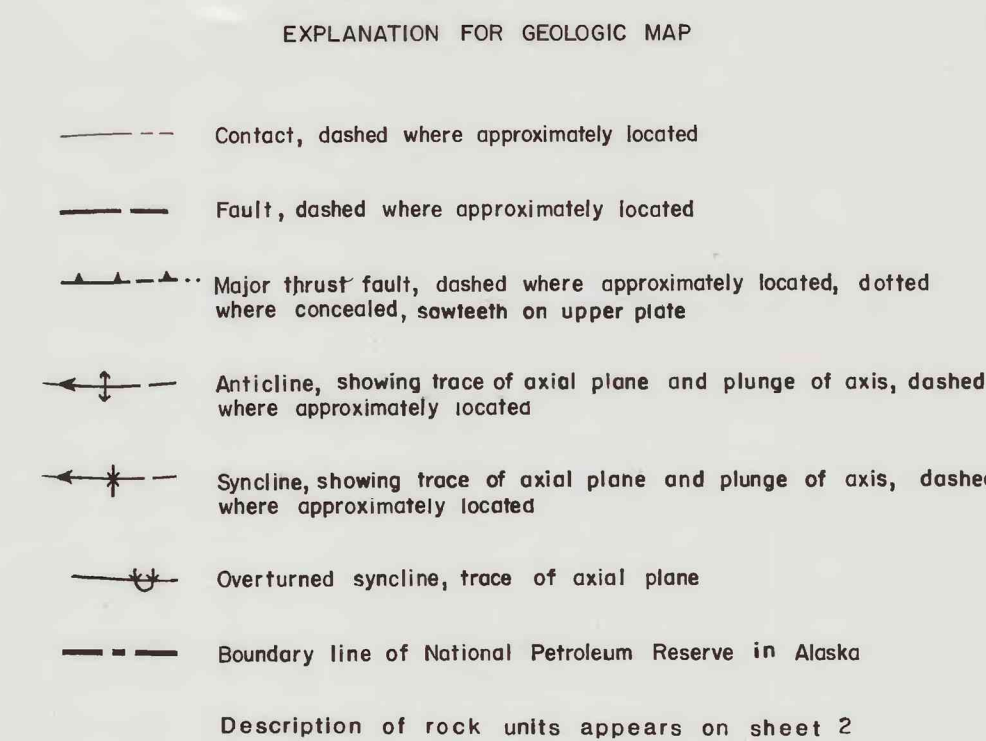 EXPLANATION FOR GEOLOGIC MAP
Contact, dashed where approximately located
Fault, dashed where approximately located
Major thrust fault, dashed where approximately located, dotted
where concealed, sawteeth on upper plate
Anticline, showing trace of axial plane and plunge of axis, dashed
where approximately located
Syncline, showing trace of axial plane and plunge of axis, dashed
where approximately located
Overturned syncline, trace of axial plane
Boundary line of National Petroleum Reserve in Alaska
Description of rock units appears on sheet 2